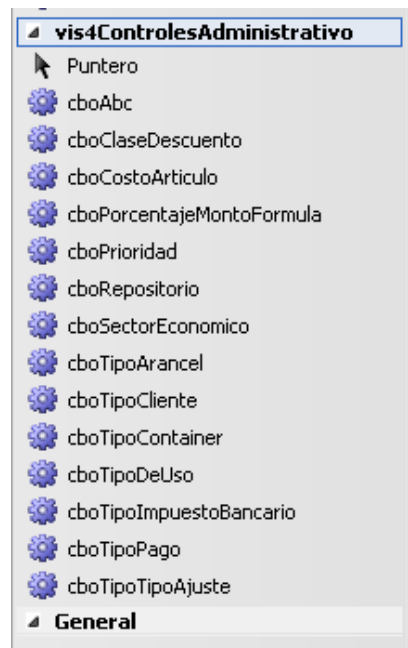 vis4ControlesAdministrativo
Puntero
cboAbc
cboClaseDescuento
cboCostoArticulo
cboPorcentajeMontoFormula
cboPrioridad
cboRepositorio
cboSectorEconomico
cboTipoArancel
cboTipoCliente
cboTipoContainer
cboTipoDeUso
cboTipoImpuestoBancario
cboTipoPago
cboTipoTipoAjuste
General